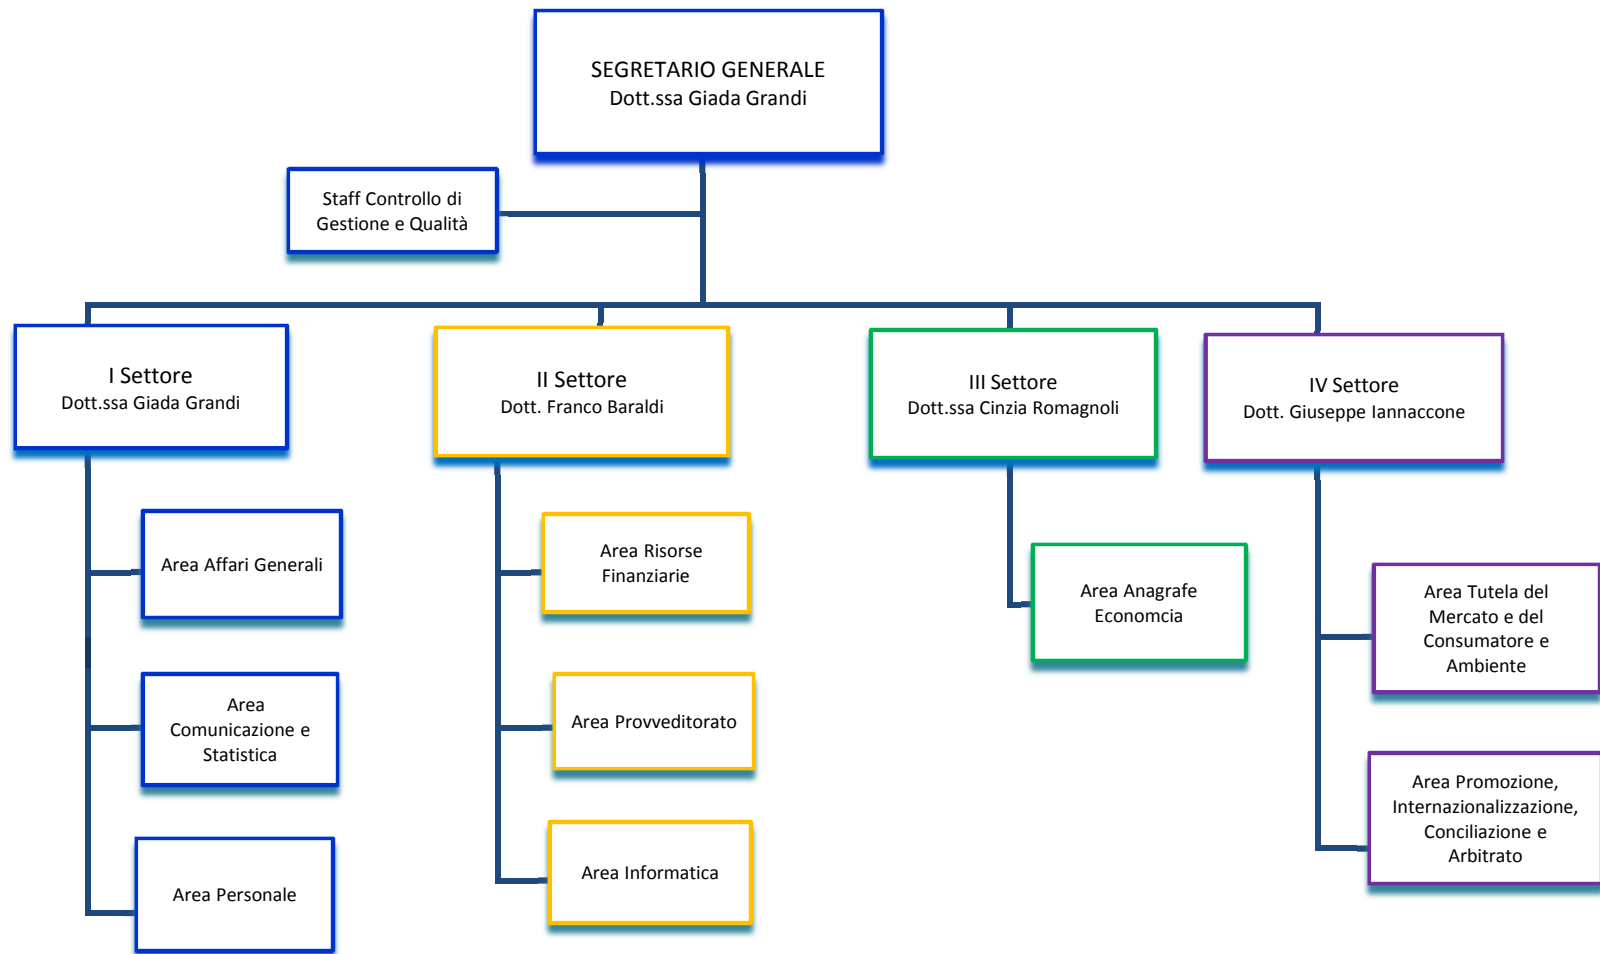 SEGRETARIO GENERALE
Dott.ssa Giada Grandi
Staff Controllo di
Gestione e Qualità
I Settore
Dott.ssa Giada Grandi
II Settore
Dott. Franco Baraldi
III Settore
Dott.ssa Cinzia Romagnoli
IV Settore
Dott. Giuseppe Iannaccone
Area Affari Generali
Area
Comunicazione e
Statistica
Area Personale
Area Risorse
Finanziarie
Area Provveditorato
Area Informatica
Area Anagrafe
Economcia
Area Tutela del
Mercato e del
Consumatore e
Ambiente
Area Promozione,
Internazionalizzazione,
Conciliazione e
Arbitrato